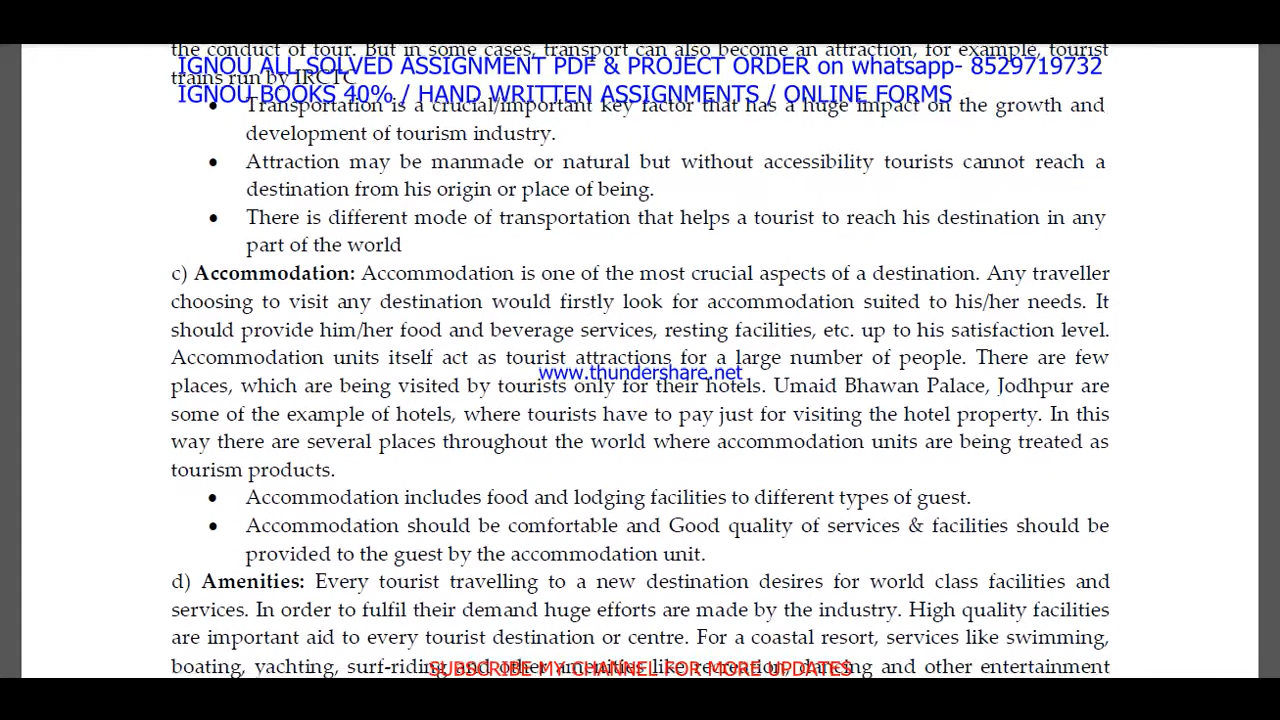 the conduct of tour. But in some cases, transport can also become an attraction, for example, tourist
IGNOU ALL SOLVED ASSIGNMENT PDF & PROJECT ORDER on whatsapp- 8529719732
trains run by IRCTC
IGNOU BOOKS 40% / HAND WRITTEN ASSIGNMENTS / ONLINE FORMS
• Transportation is a crucial/important key factor that has a huge impact on the growth and
development of tourism industry.
• Attraction may be manmade or natural but without accessibility tourists cannot reach a
destination from his origin or place of being.
• There is different mode of transportation that helps a tourist to reach his destination in any
part of the world
c) Accommodation: Accommodation is one of the most crucial aspects of a destination. Any traveller
choosing to visit any destination would firstly look for accommodation suited to his/her needs. It
should provide him/her food and beverage services, resting facilities, etc. up to his satisfaction level.
Accommodation units itself act as tourist attractions for a large number of people. There are few
www.thundershare.net
places, which are being visited by tourists only for their hotels. Umaid Bhawan Palace, Jodhpur are
some of the example of hotels, where tourists have to pay just for visiting the hotel property. In this
way there are several places throughout the world where accommodation units are being treated as
tourism products.
• Accommodation includes food and lodging facilities to different types of guest.
• Accommodation should be comfortable and Good quality of services & facilities should be
provided to the guest by the accommodation unit.
d) Amenities: Every tourist travelling to a new destination desires for world class facilities and
services. In order to fulfil their demand huge efforts are made by the industry. High quality facilities
are important aid to every tourist destination or centre. For a coastal resort, services like swimming,
boating, yachting, surf-riding and other amenities like recreation, dancing and other entertainment
SUBSCRIBE MY CHANNEL FOR MORE UPDATES